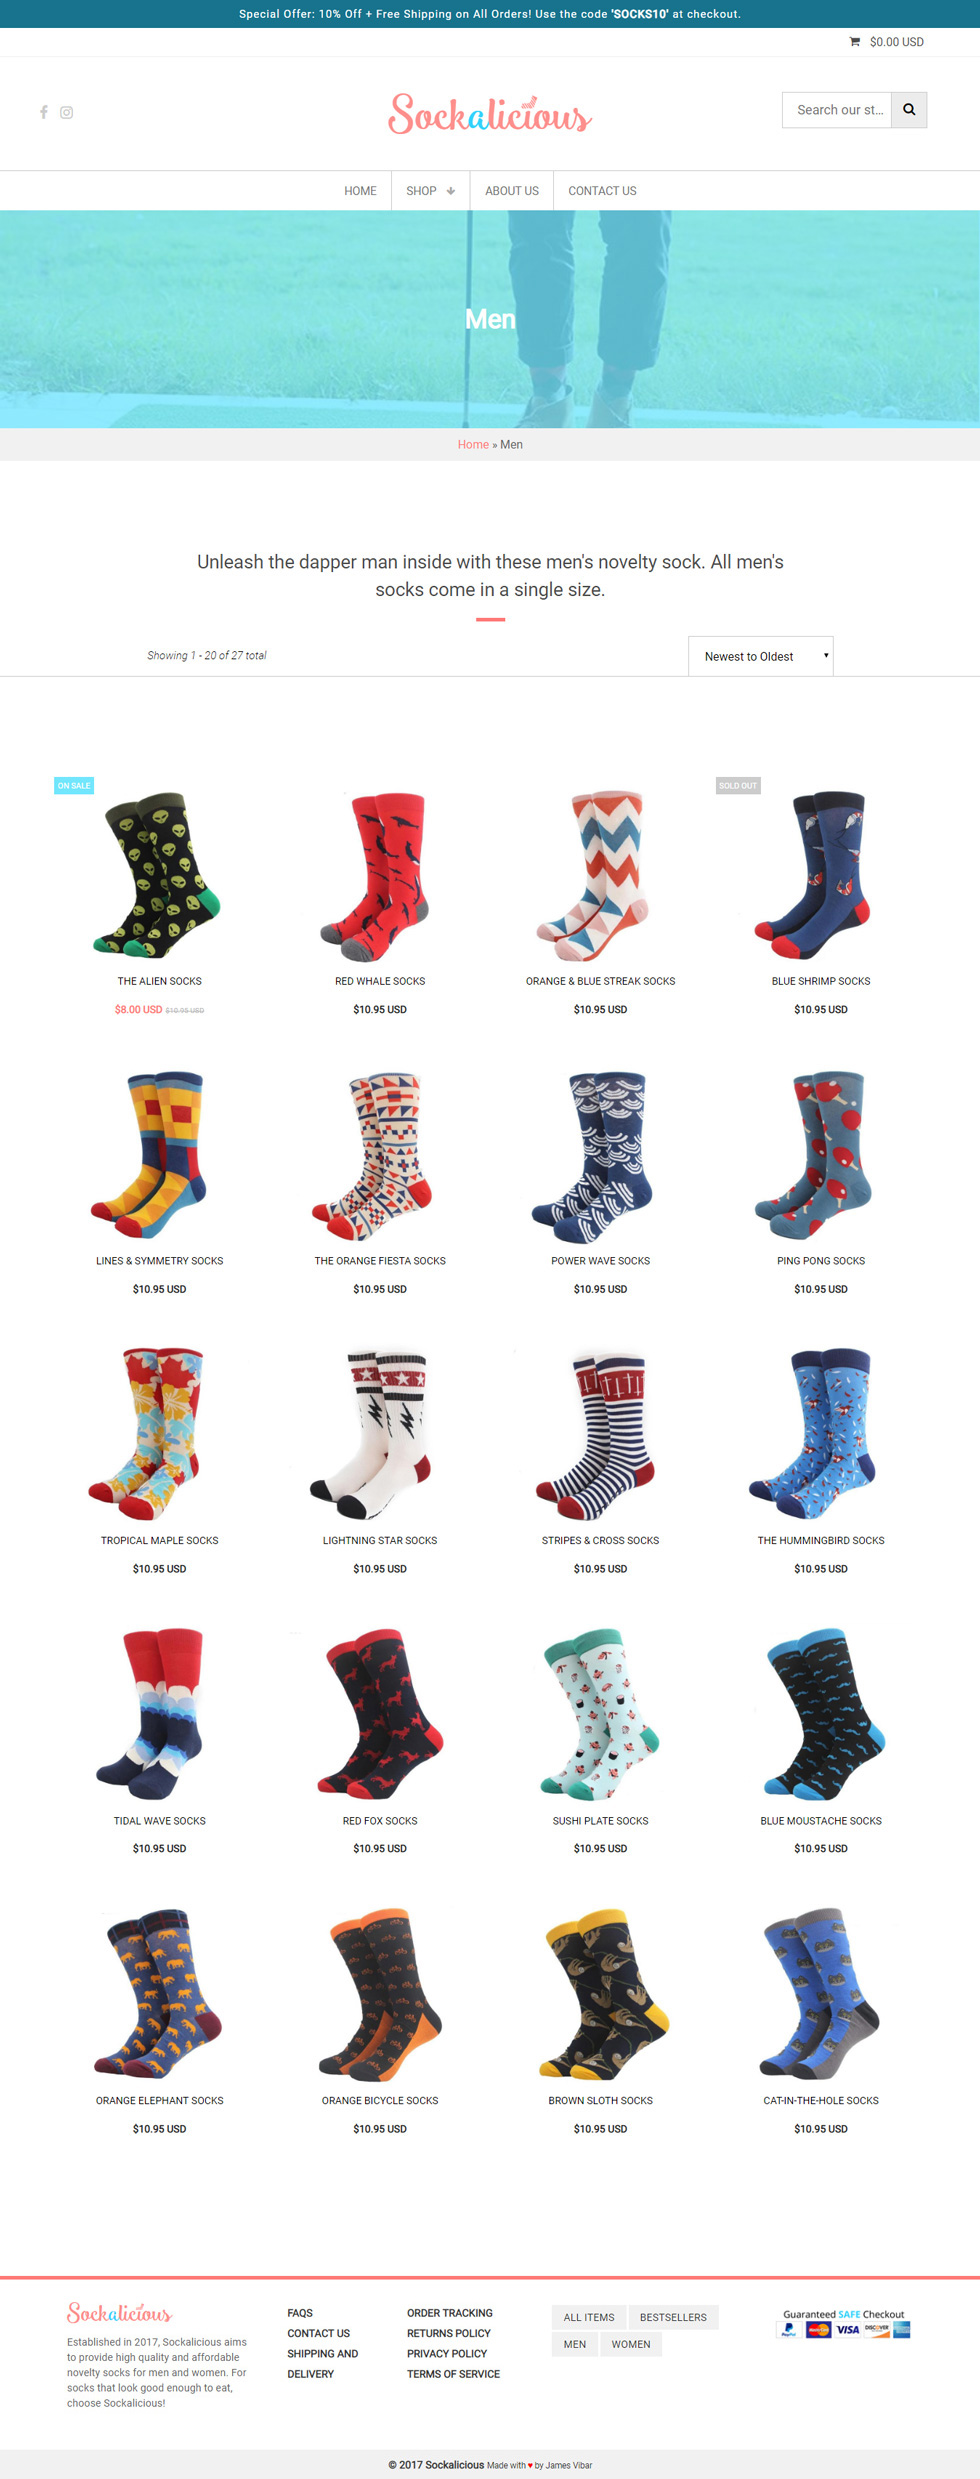 Special Offer: 10% Off + Free Shipping on All Orders! Use the code 'SOCKS10' at checkout.
$0.00 USD
Sockalicious
Search our st...
HOME SHOP ABOUT US CONTACT US
Men
Home » Men
Unleash the dapper man inside with these men's novelty sock. All men's
socks come in a single size.
Showing 1 - 20 of 27 total
Newest to Oldest
ON SALE
SOLD OUT
THE ALIEN SOCKS RED WHALE SOCKS ORANGE & BLUE STREAK SOCKS BLUE SHRIMP SOCKS
$8.00 USD $10.95 USD $10.95 USD $10.95 USD $10.95 USD
LINES & SYMMETRY SOCKS THE ORANGE FIESTA SOCKS POWER WAVE SOCKS PING PONG SOCKS
$10.95 USD $10.95 USD $10.95 USD $10.95 USD
TROPICAL MAPLE SOCKS LIGHTNING STAR SOCKS STRIPES & CROSS SOCKS THE HUMMINGBIRD SOCKS
$10.95 USD $10.95 USD $10.95 USD $10.95 USD
TIDAL WAVE SOCKS RED FOX SOCKS SUSHI PLATE SOCKS BLUE MOUSTACHE SOCKS
$10.95 USD $10.95 USD $10.95 USD $10.95 USD
ORANGE ELEPHANT SOCKS ORANGE BICYCLE SOCKS BROWN SLOTH SOCKS CAT-IN-THE-HOLE SOCKS
$10.95 USD $10.95 USD $10.95 USD $10.95 USD
Sockalicious
Established in 2017, Sockalicious aims
to provide high quality and affordable
novelty socks for men and women. For
socks that look good enough to eat,
choose Sockalicious!
FAQS
CONTACT US
SHIPPING AND
DELIVERY
ORDER TRACKING
RETURNS POLICY
PRIVACY POLICY
TERMS OF SERVICE
ALL ITEMS BESTSELLERS
MEN WOMEN
Guaranteed SAFE Checkout
PayPal MasterCard VISA DISCOVER
© 2017 Sockalicious Made with ♥ by James Vibar